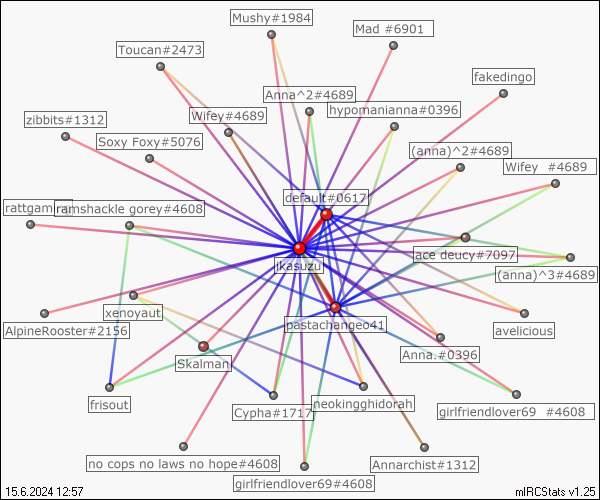 Mushy#1984
Mad #6901
Toucan#2473
fakedingo
Anna^2#4689
hypomanianna#0396
zibbits#1312
Wifey#4689
Soxy Foxy#5076
(anna)^2#4689
Wifey #4689
default#0617
ramshackle gorey#4608
jkasuzu
ace deucy#7097
(anna)^3#4689
xenoyaut
AlpineRooster#2156
pastachangeo41
avelicious
Anna.#0396
Skalman
frisout
Cypha#1717
neokingghidorah
girlfriendlover69 #4608
no cops no laws no hope#4608
Annarchist#1312
girlfriendlover69#4608
15.6.2024 12:57
mIRCStats v1.25